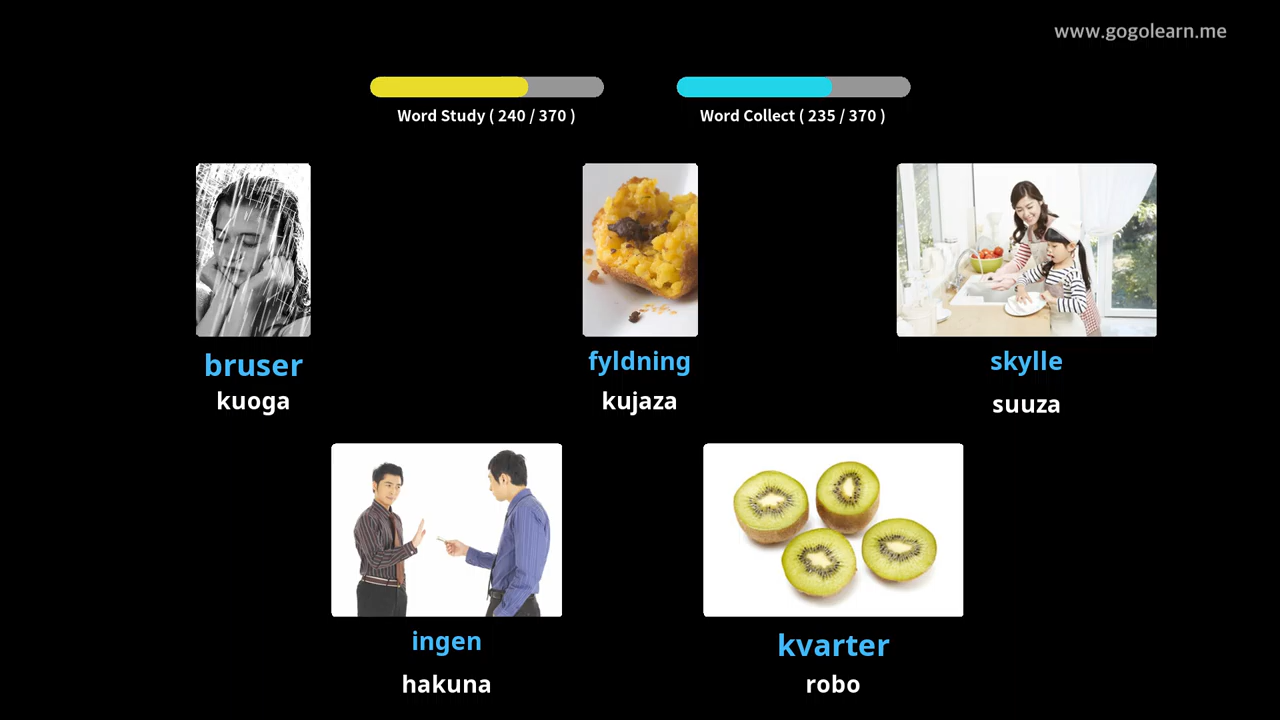 www.gogolearn.me
Word Study ( 240 / 370 )
Word Collect ( 235 / 370 )
bruser
kuoga
fyldning
kujaza
skylle
suuza
ingen
hakuna
kvarter
robo